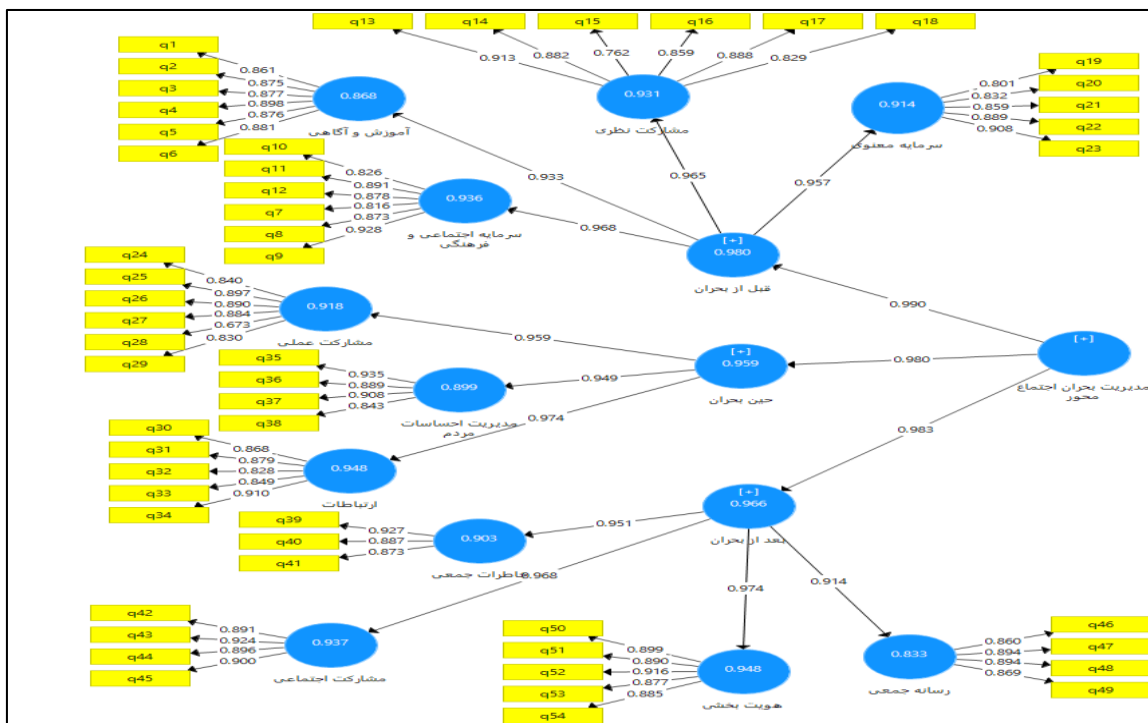 q13
q14
q15
q16
q17
q18
0.913
0.882
0.762
0.859
0.888
0.829
0.931
مشارکت نظری
q1
q2
q3
q4
q5
q6
0.861
0.875
0.877
0.898
0.876
0.881
0.868
آموزش و آگاهی
q19
q20
q21
q22
q23
0.801
0.832
0.859
0.889
0.908
0.914
سرمایه معنوی
q10
q11
q12
q7
q8
q9
0.826
0.891
0.878
0.816
0.873
0.928
0.936
سرمایه اجتماعی و
فرهنگی
0.933
0.965
0.957
0.968
[+]
0.980
قبل از بحران
q24
q25
q26
q27
q28
q29
0.840
0.897
0.890
0.884
0.673
0.830
0.918
مشارکت عملی
q35
q36
q37
q38
0.935
0.889
0.908
0.843
0.899
مدیریت احساسات
مردم
q30
q31
q32
q33
q34
0.868
0.879
0.828
0.849
0.910
0.948
ارتباطات
0.959
0.949
0.974
[+]
0.959
حین بحران
0.990
0.980
0.983
[+]
مدیریت بحران اجتماع
محور
q39
q40
q41
0.927
0.887
0.873
0.903
خاطرات جمعی
0.951
0.968
0.974
0.914
[+]
0.966
بعد از بحران
q42
q43
q44
q45
0.891
0.924
0.896
0.900
0.937
مشارکت اجتماعی
q50
q51
q52
q53
q54
0.899
0.890
0.916
0.877
0.885
0.948
هویت بخشی
q46
q47
q48
q49
0.860
0.894
0.894
0.869
0.833
رسانه جمعی